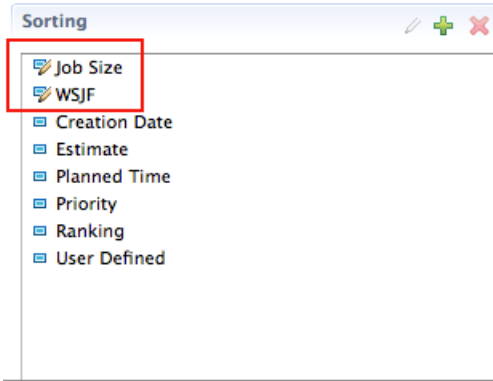 Sorting
Job Size
WSJF
Creation Date
Estimate
Planned Time
Priority
Ranking
User Defined